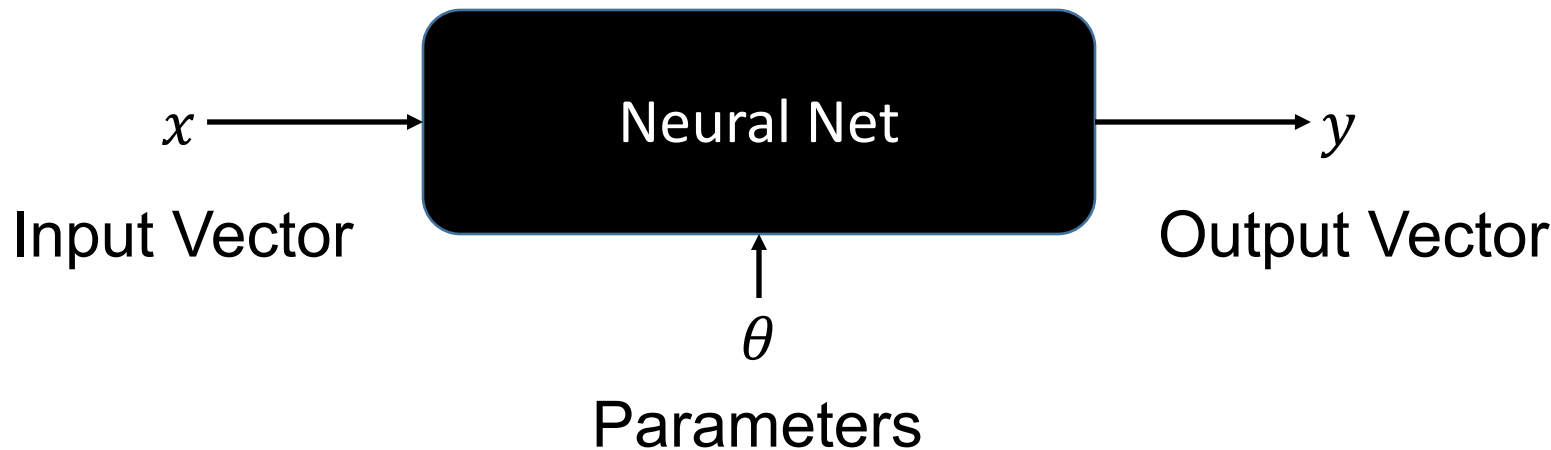 x
Neural Net
y
Input Vector
Output Vector
θ
Parameters